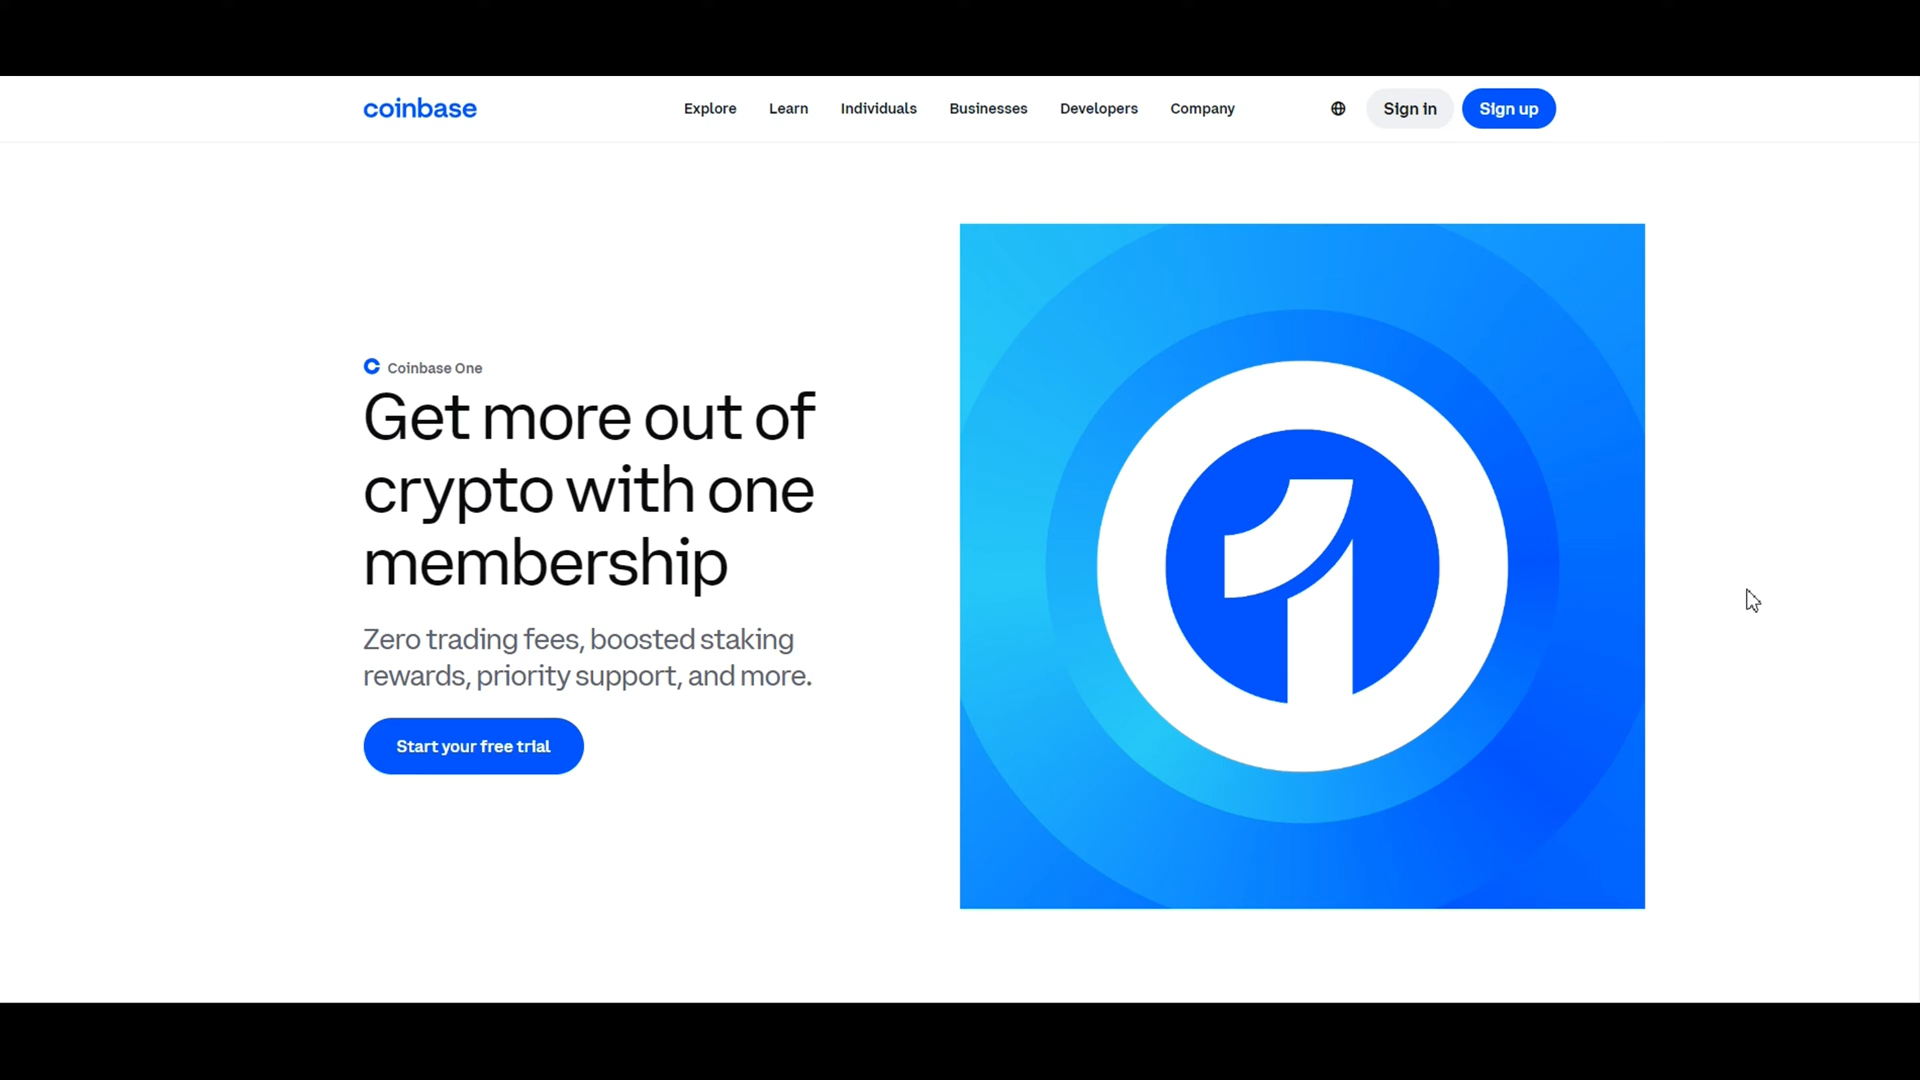 coinbase
Explore
Learn
Individuals
Businesses
Developers
Company
Sign in
Sign up
Coinbase One
Get more out of
crypto with one
membership
Zero trading fees, boosted staking
rewards, priority support, and more.
Start your free trial
1